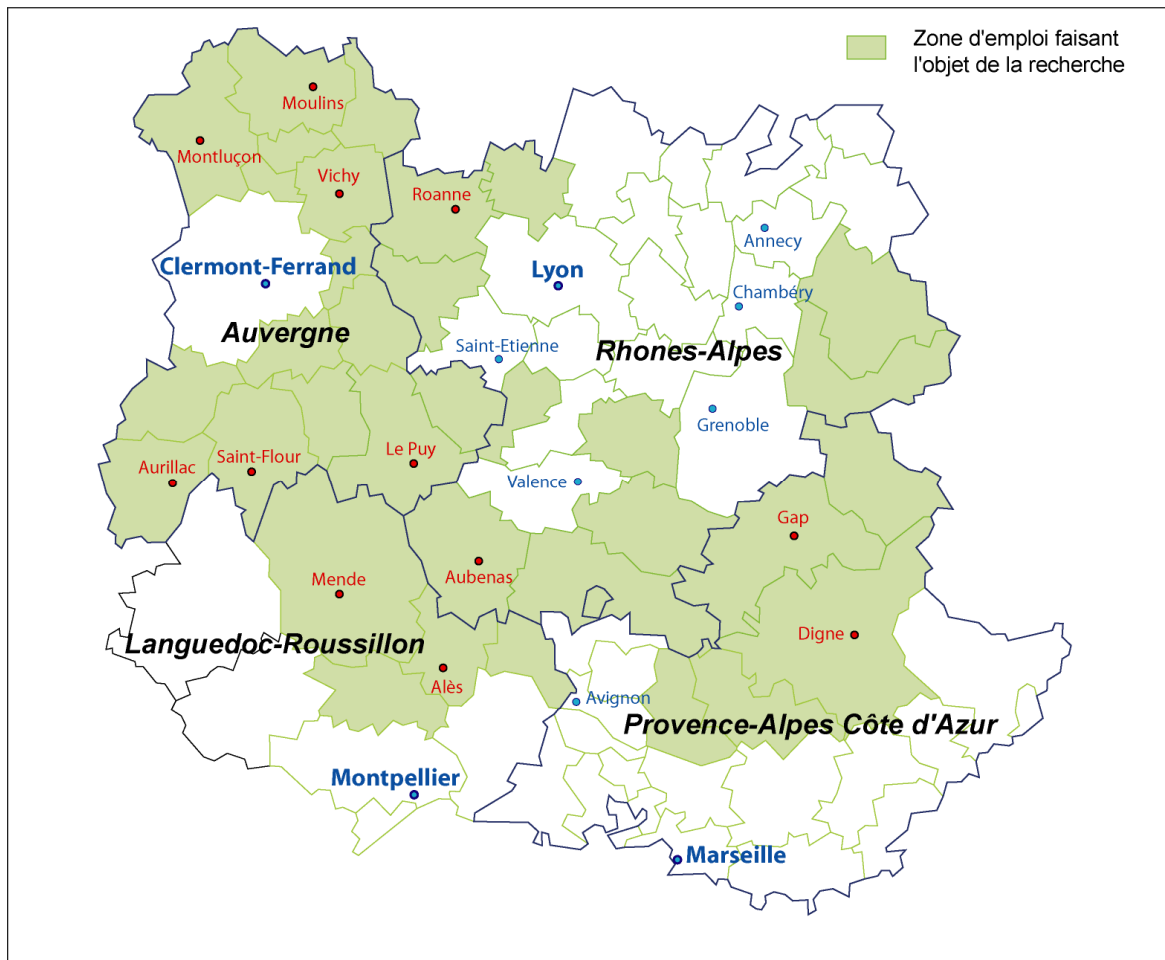 Zone d'emploi faisant
l'objet de la recherche
Moulins
Montluçon
Vichy
Roanne
Annecy
Clermont-Ferrand
Lyon
Chambéry
Auvergne
Saint-Etienne
Rhones-Alpes
Grenoble
Le Puy
Saint-Flour
Aurillac
Valence
Gap
Aubenas
Mende
Digne
Languedoc-Roussillon
Alès
Avignon
Provence-Alpes Côte d'Azur
Montpellier
Marseille